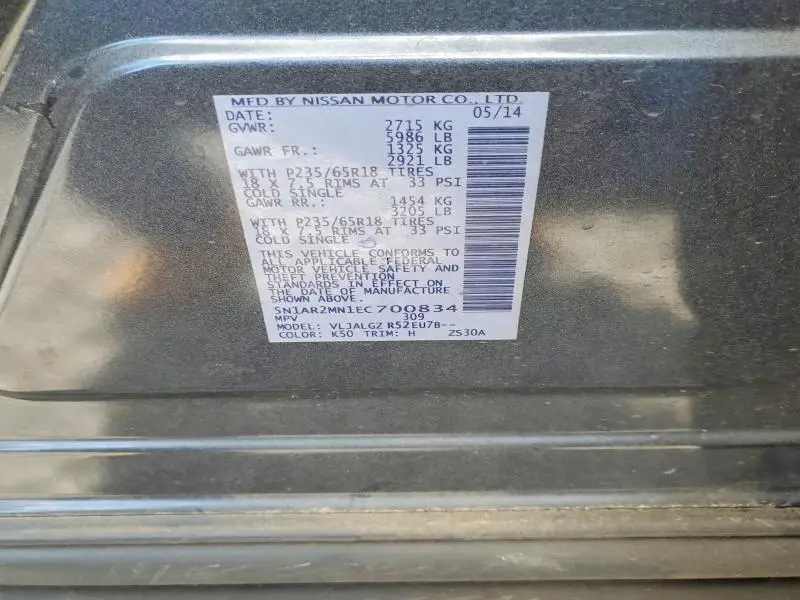 MFD BY NISSAN MOTOR CO., LTD.
DATE: 05/14
GVWR: 2715 KG
5986 LB
GAWR FR.: 1325 KG
2921 LB
WITH P235/65R18 TIRES
18 X 7.5 RIMS AT 33 PSI
COLD SINGLE
GAWR RR.: 1454 KG
3205 LB
WITH P235/65R18 TIRES
18 X 7.5 RIMS AT 33 PSI
COLD SINGLE
THIS VEHICLE CONFORMS TO
ALL APPLICABLE FEDERAL
MOTOR VEHICLE SAFETY AND
THEFT PREVENTION
STANDARDS IN EFFECT ON
THE DATE OF MANUFACTURE
SHOWN ABOVE.
5N1AR2MN1EC700834
MPV 309
MODEL: VLJALGZ R52EU7B--
COLOR: K50 TRIM: H ZS30A